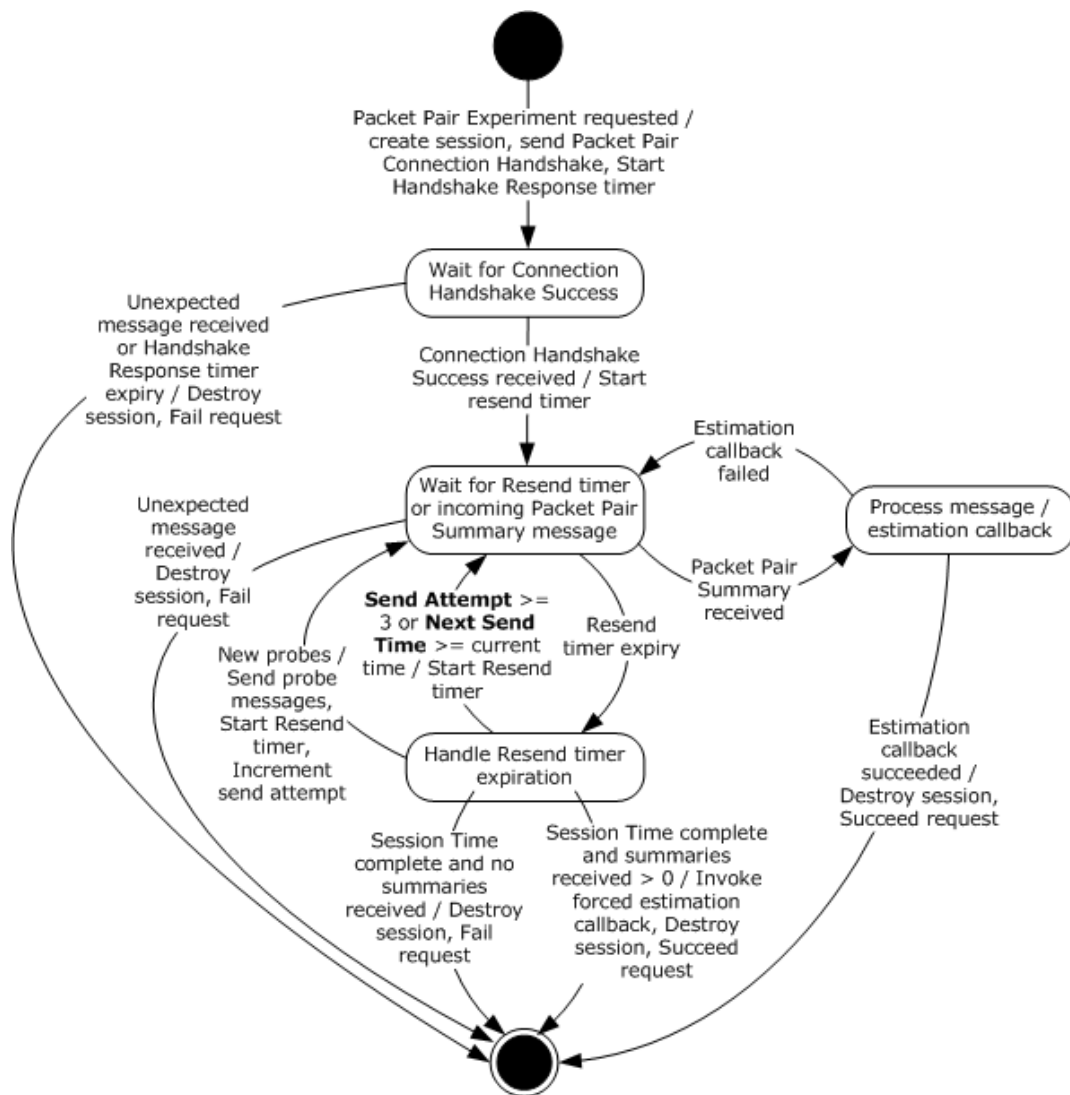 Packet Pair Experiment requested /
create session, send Packet Pair
Connection Handshake, Start
Handshake Response timer
Wait for Connection
Handshake Success
Unexpected
message received
or Handshake
Response timer
expiry / Destroy
session, Fail request
Connection Handshake
Success received / Start
resend timer
Estimation
callback
failed
Wait for Resend timer
or incoming Packet Pair
Summary message
Process message /
estimation callback
Unexpected
message
received /
Destroy
session, Fail
request
Packet Pair
Summary
received
Send Attempt >=
3 or Next Send
Time >= current
time / Start Resend
timer
Resend
timer expiry
New probes /
Send probe
messages,
Start Resend
timer,
Increment
send attempt
Handle Resend timer
expiration
Estimation
callback
succeeded /
Destroy session,
Succeed request
Session Time
complete and no
summaries
received / Destroy
session, Fail
request
Session Time complete
and summaries
received > 0 / Invoke
forced estimation
callback, Destroy
session, Succeed
request